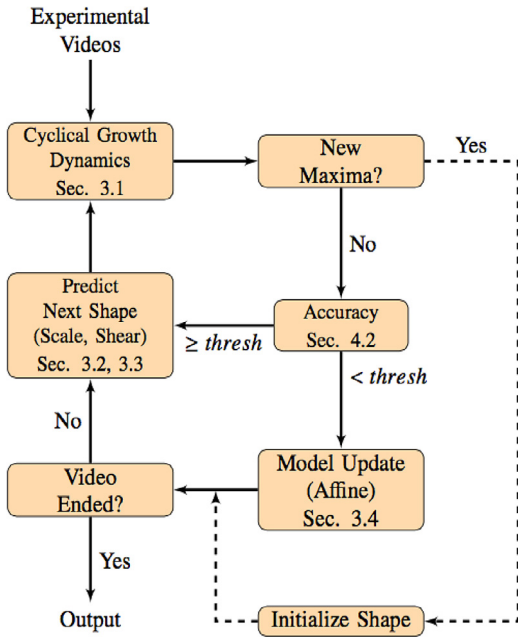 Experimental
Videos
Cyclical Growth
Dynamics
Sec. 3.1
New
Maxima?
Yes
No
Predict
Next Shape
(Scale, Shear)
Sec. 3.2, 3.3
≥ thresh
Accuracy
Sec. 4.2
< thresh
No
Video
Ended?
Model Update
(Affine)
Sec. 3.4
Yes
Output
Initialize Shape